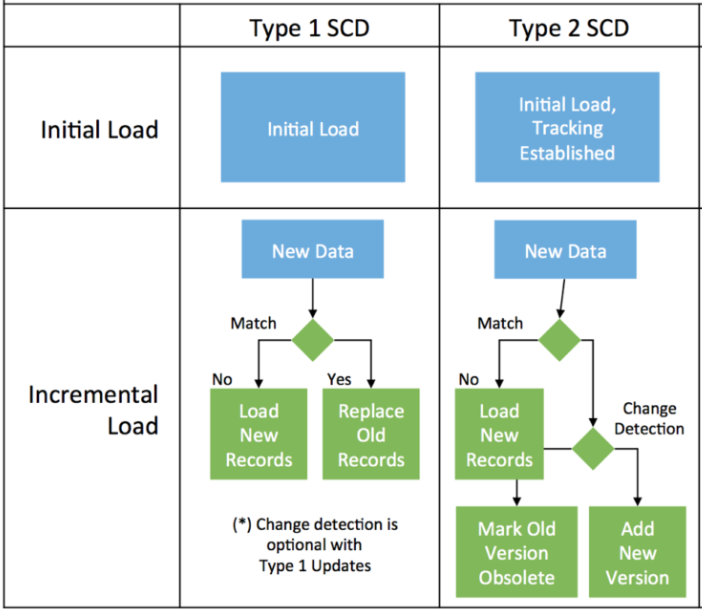 Type 1 SCD
Type 2 SCD
Initial Load
Initial Load
Initial Load,
Tracking
Established
Incremental
Load
New Data
Match
No
Yes
Load
New
Records
Replace
Old
Records
(*) Change detection is
optional with
Type 1 Updates
New Data
Match
No
Load
New
Records
Change
Detection
Mark Old
Version
Obsolete
Add
New
Version